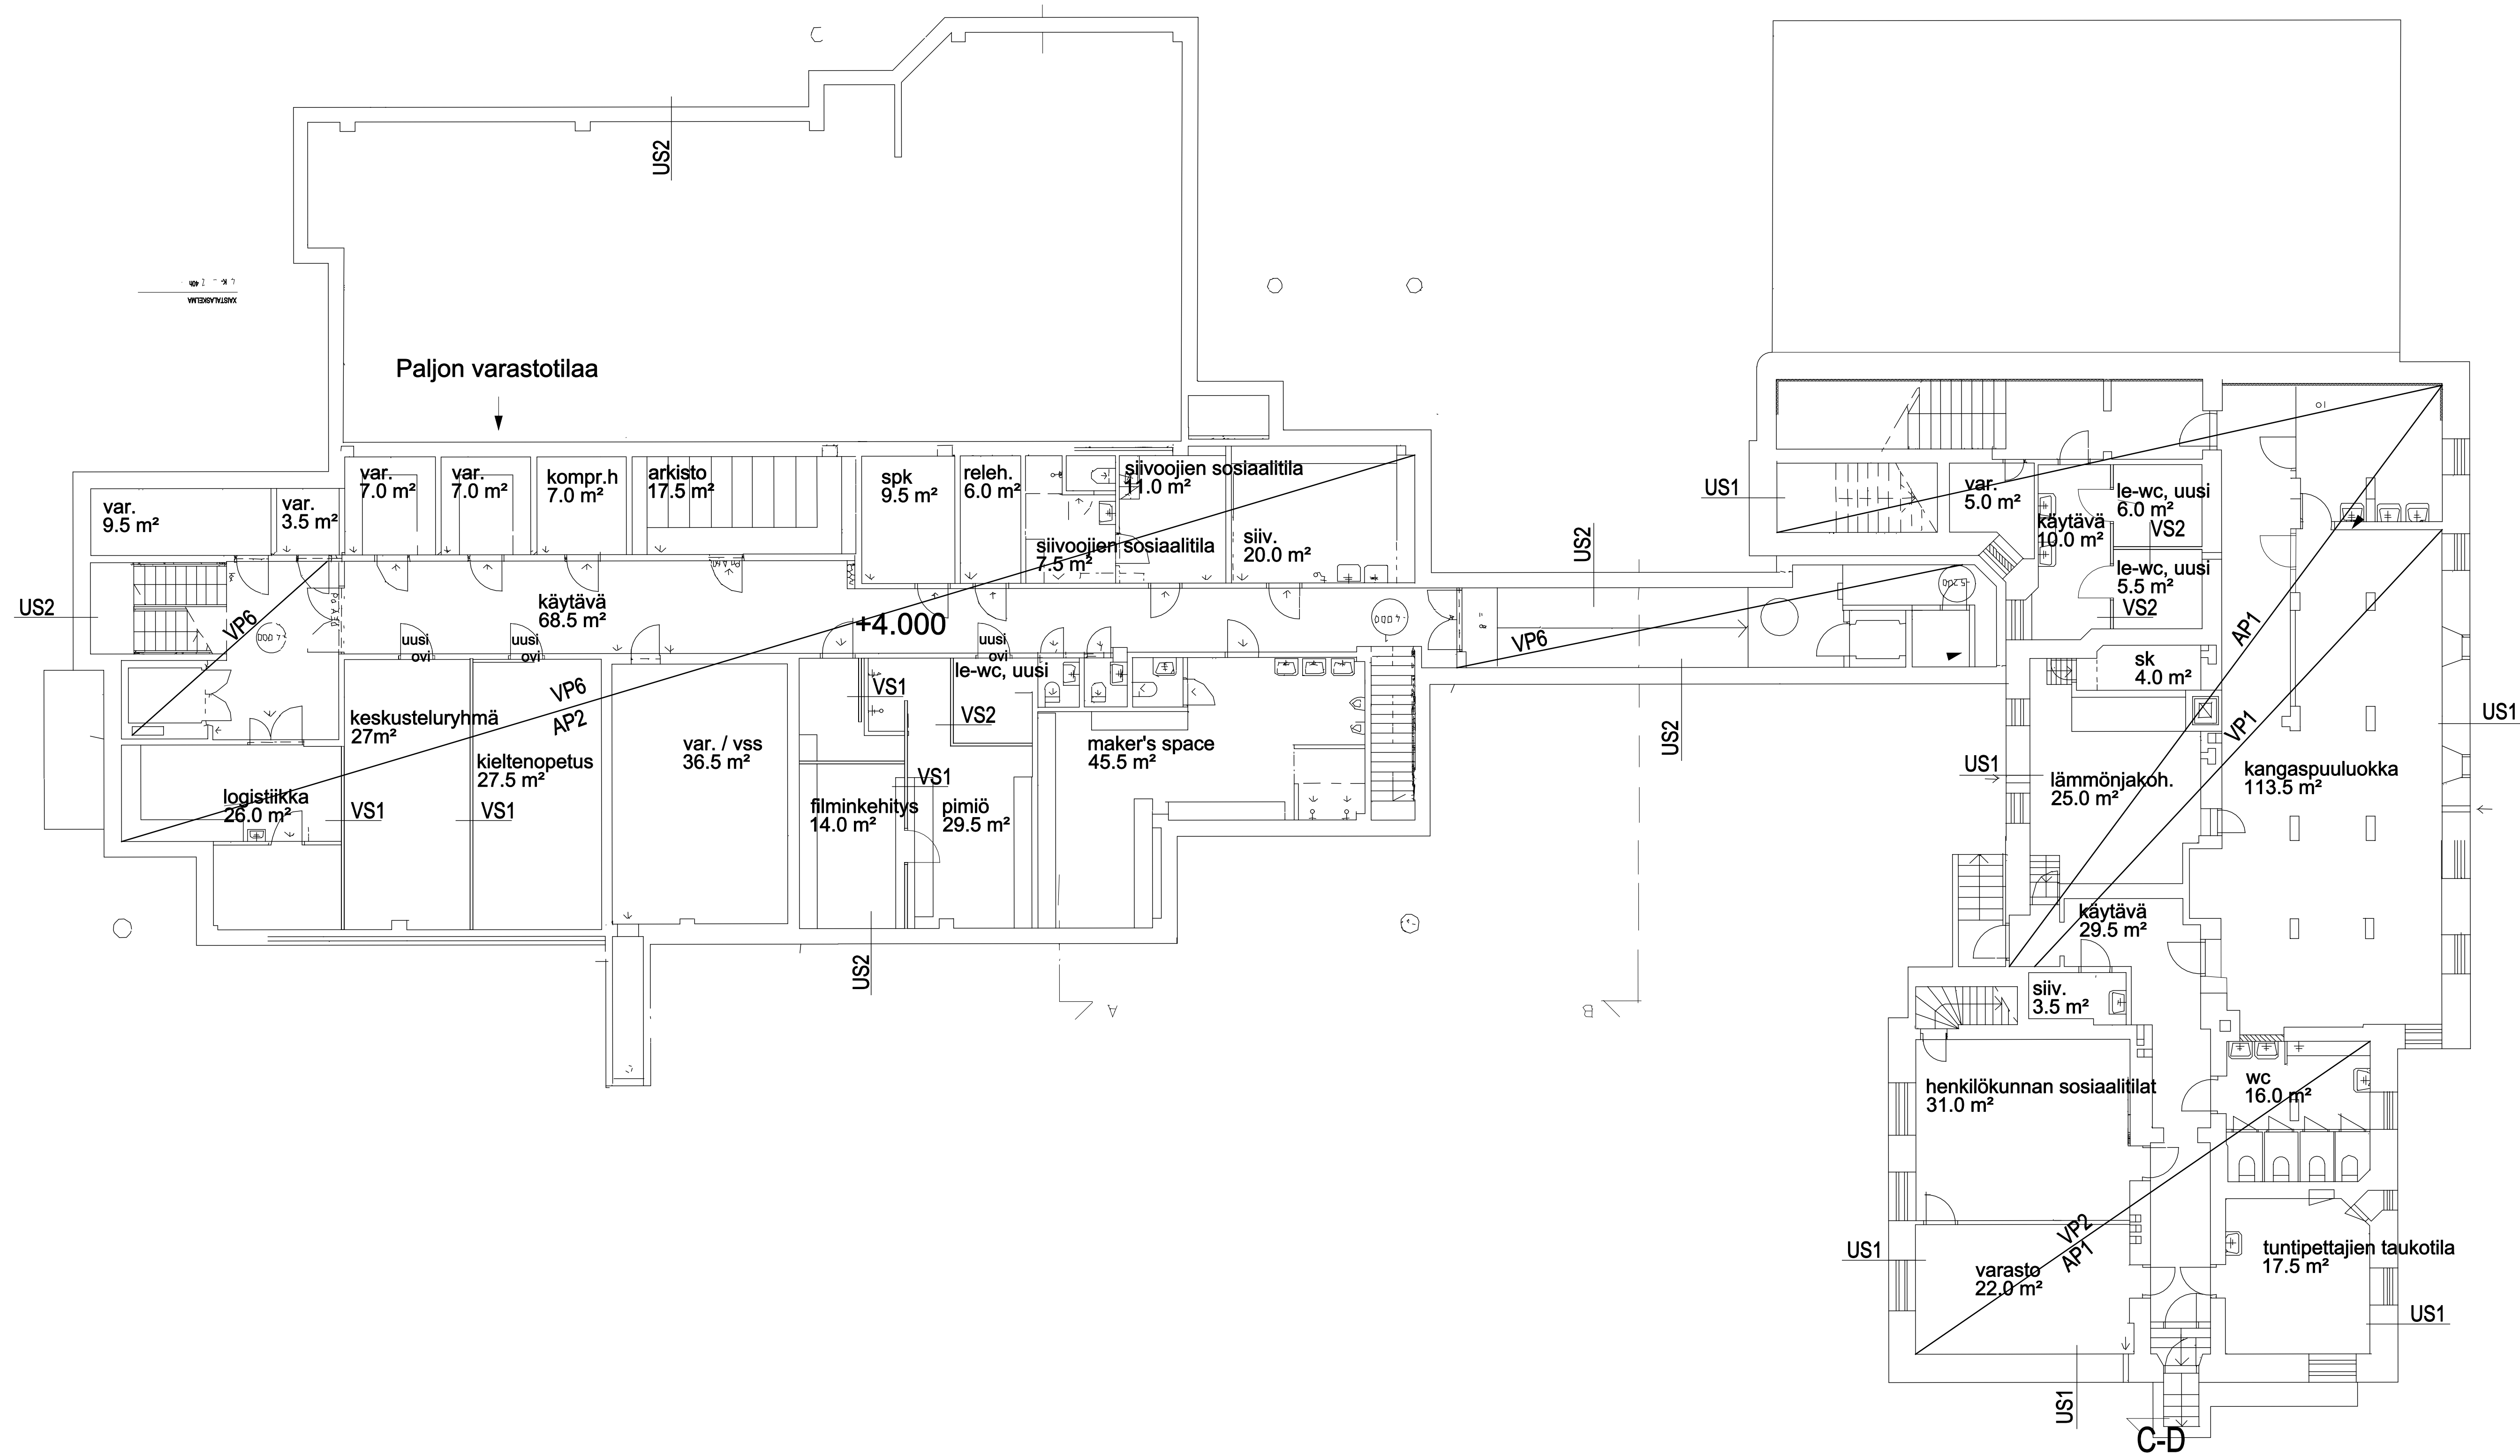 C
US2
XAISTALASKELMA
Paljon varastotilaa
var.
9.5 m²
var.
3.5 m²
var.
7.0 m²
var.
7.0 m²
kompr.h
7.0 m²
arkisto
17.5 m²
spk
9.5 m²
releh.
6.0 m²
siivoojien sosiaalitila
11.0 m²
siivoojien sosiaalitila
7.5 m²
siiv.
20.0 m²
US2
VP6
käytävä
68.5 m²
+4.000
uusi
ovi
uusi
ovi
uusi
ovi
le-wc, uusi
VS1
VS2
VP6
AP2
keskusteluryhmä
27m²
kieltenopetus
27.5 m²
var. / vss
36.5 m²
maker's space
45.5 m²
logistiikka
26.0 m²
VS1
VS1
VS1
filminkehitys
14.0 m²
pimiö
29.5 m²
US2
A
B
US2
US2
VP6
-4.000
-5.200
US1
var.
5.0 m²
käytävä
10.0 m²
le-wc, uusi
6.0 m²
VS2
le-wc, uusi
5.5 m²
VS2
AP1
VP1
sk
4.0 m²
US1
US1
lämmönjakoh.
25.0 m²
kangaspuuluokka
113.5 m²
käytävä
29.5 m²
siiv.
3.5 m²
henkilökunnan sosiaalitilat
31.0 m²
wc
16.0 m²
VP2
AP1
US1
varasto
22.0 m²
tuntipettajien taukotila
17.5 m²
US1
US1
C-D